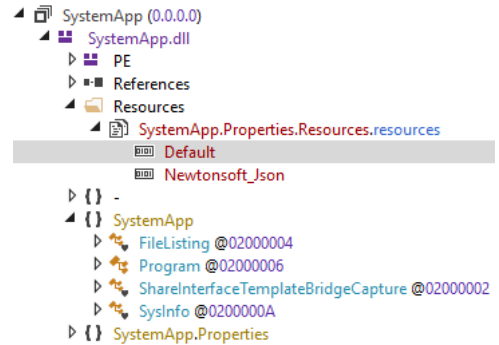 SystemApp (0.0.0.0)
SystemApp.dll
PE
References
Resources
SystemApp.Properties.Resources.resources
Default
Newtonsoft_Json
{ } -
{ } SystemApp
FileListing @02000004
Program @02000006
ShareInterfaceTemplateBridgeCapture @02000002
SysInfo @0200000A
{ } SystemApp.Properties